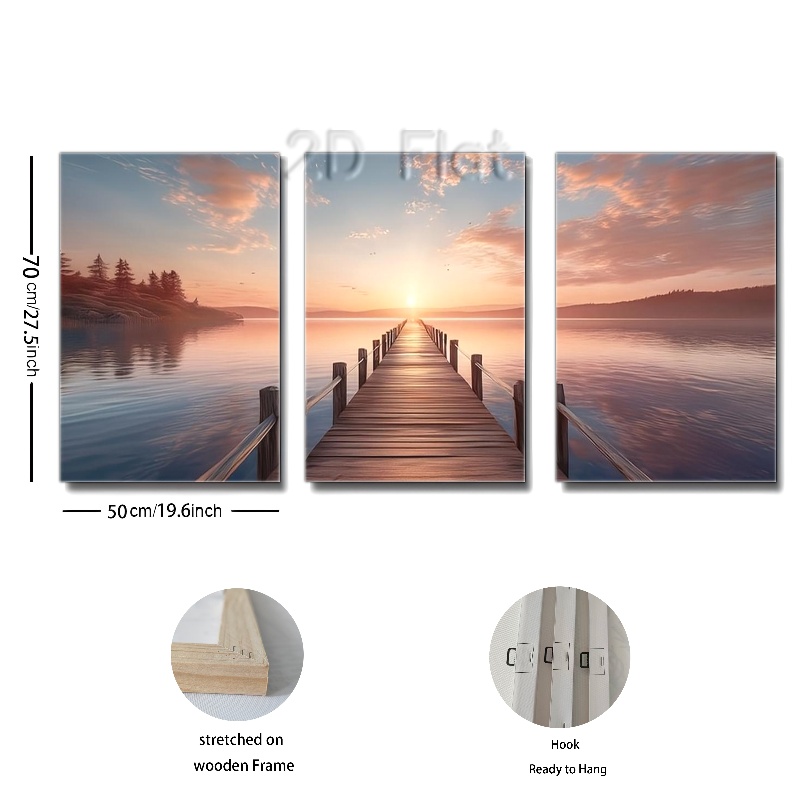 2D Flat
70cm/27.5inch
50cm/19.6inch
stretched on
wooden Frame
Hook
Ready to Hang